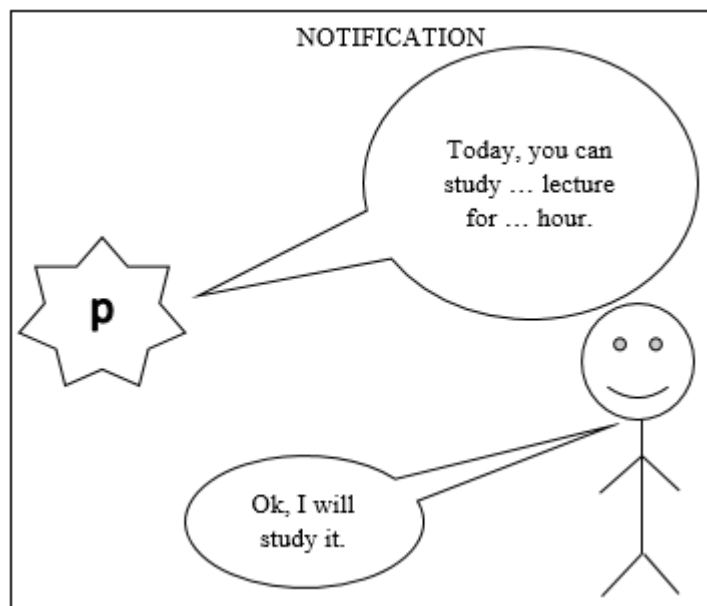 NOTIFICATION
Today, you can
study … lecture
for … hour.
p
Ok, I will
study it.